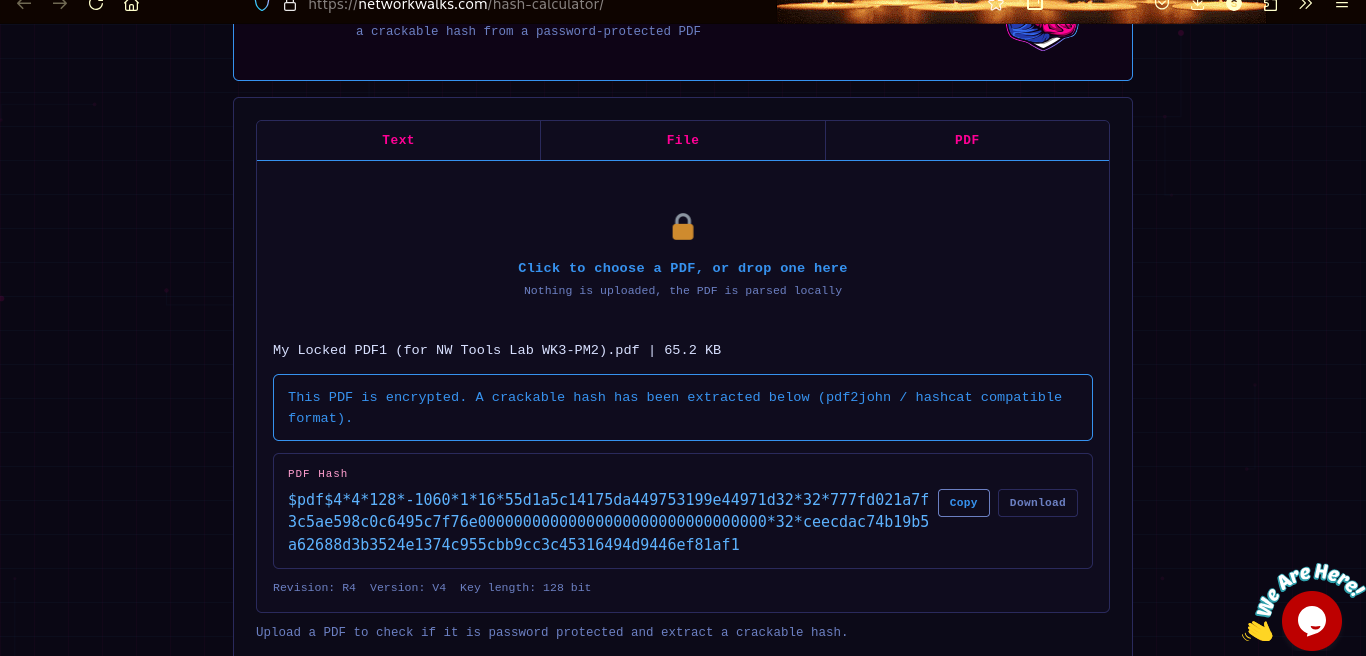 https://networkwalks.com/hash-calculator/
a crackable hash from a password-protected PDF
Text
File
PDF
Click to choose a PDF, or drop one here
Nothing is uploaded, the PDF is parsed locally
My Locked PDF1 (for NW Tools Lab WK3-PM2).pdf | 65.2 KB
This PDF is encrypted. A crackable hash has been extracted below (pdf2john / hashcat compatible
format).
PDF Hash
$pdf$4*4*128*-1060*1*16*55d1a5c14175da449753199e44971d32*32*777fd021a7f
3c5ae598c0c6495c7f76e00000000000000000000000000000000*32*ceecdac74b19b5
a62688d3b3524e1374c955cbb9cc3c45316494d9446ef81af1
Copy
Download
Revision: R4 Version: V4 Key length: 128 bit
Upload a PDF to check if it is password protected and extract a crackable hash.
We Are Here!